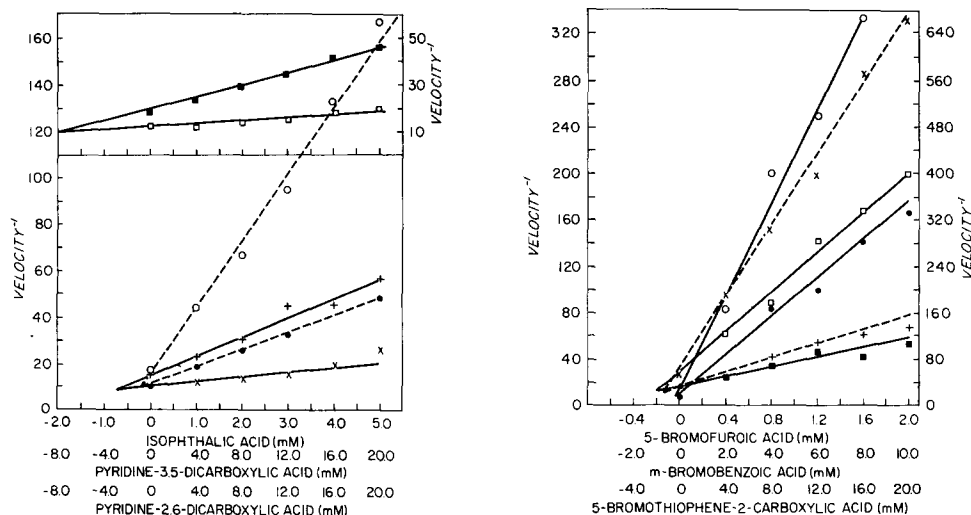 160
140
130
120
50
30
10
VELOCITY⁻¹
100
80
60
40
20
0
VELOCITY⁻¹
-2.0 -1.0 0 1.0 2.0 3.0 4.0 5.0
ISOPHTHALIC ACID (mM)
-8.0 -4.0 0 4.0 8.0 12.0 16.0 20.0
PYRIDINE-3.5-DICARBOXYLIC ACID (mM)
-8.0 -4.0 0 4.0 8.0 12.0 16.0 20.0
PYRIDINE-2.6-DICARBOXYLIC ACID (mM)
320
280
240
200
160
120
80
40
0
VELOCITY⁻¹
640
560
480
400
320
240
160
80
0
VELOCITY⁻¹
-0.4 0 0.4 0.8 1.2 1.6 2.0
5-BROMOFUROIC ACID (mM)
-2.0 0 2.0 4.0 6.0 8.0 10.0
m-BROMOBENZOIC ACID (mM)
-4.0 0 4.0 8.0 12.0 16.0 20.0
5-BROMOTHIOPHENE-2-CARBOXYLIC ACID (mM)